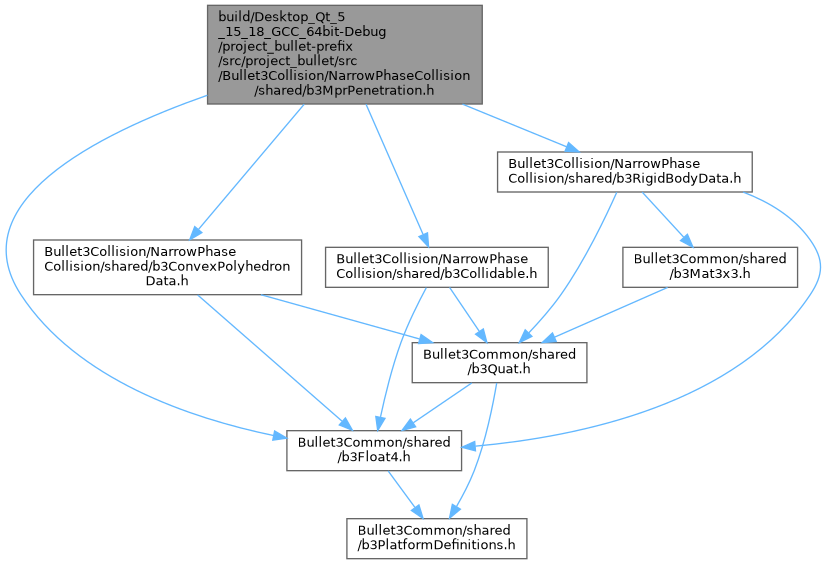 build/Desktop_Qt_5
_15_18_GCC_64bit-Debug
/project_bullet-prefix
/src/project_bullet/src
/Bullet3Collision/NarrowPhaseCollision
/shared/b3MprPenetration.h
Bullet3Collision/NarrowPhase
Collision/shared/b3RigidBodyData.h
Bullet3Collision/NarrowPhase
Collision/shared/b3ConvexPolyhedron
Data.h
Bullet3Collision/NarrowPhase
Collision/shared/b3Collidable.h
Bullet3Common/shared
/b3Mat3x3.h
Bullet3Common/shared
/b3Quat.h
Bullet3Common/shared
/b3Float4.h
Bullet3Common/shared
/b3PlatformDefinitions.h